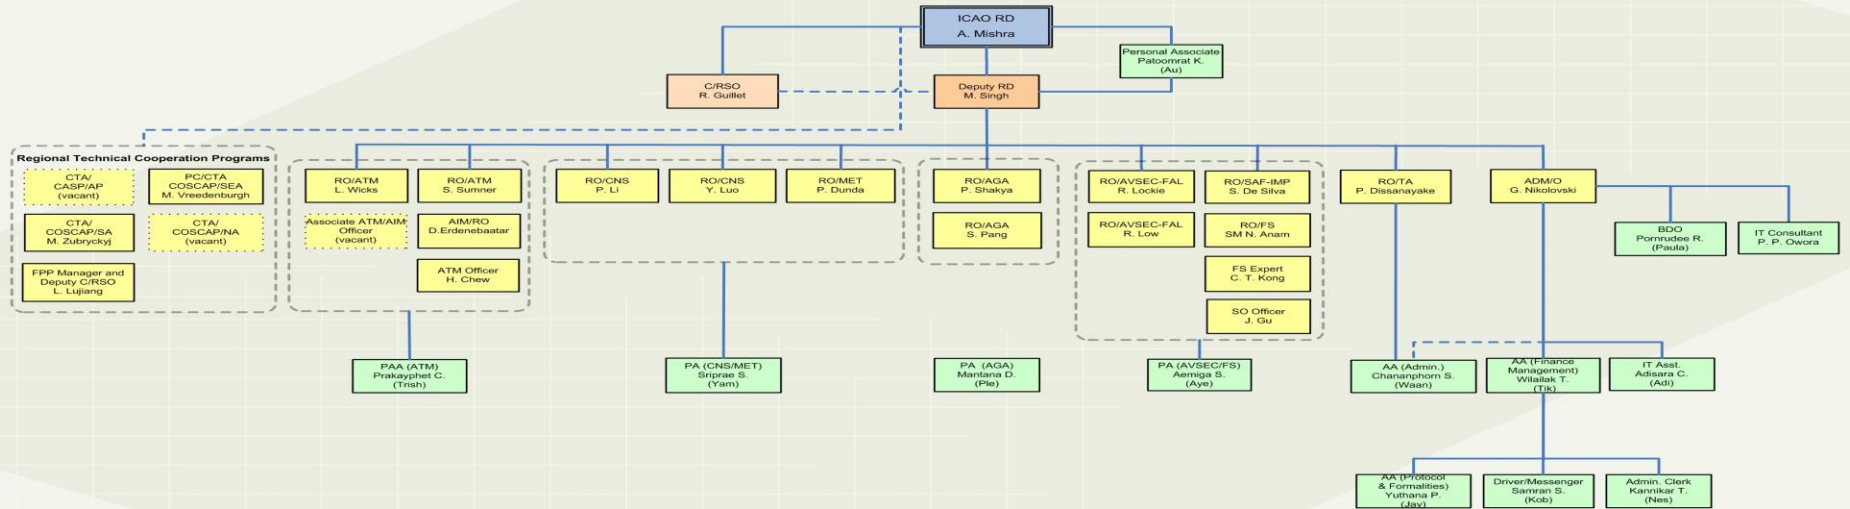 ICAO RD
A. Mishra
Personal Associate
Patoomrat K.
(Au)
C/RSO
R. Guillet
Deputy RD
M. Singh
Regional Technical Cooperation Programs
CTA/
CASP/AP
(vacant)
PC/CTA
COSCAP/SEA
M. Vreedenburgh
CTA/
COSCAP/SA
M. Zubryckyj
CTA/
COSCAP/NA
(vacant)
FPP Manager and
Deputy C/RSO
L. Lujiang
RO/ATM
L. Wicks
RO/ATM
S. Sumner
Associate ATM/AIM
Officer
(vacant)
AIM/RO
D.Erdenebaatar
ATM Officer
H. Chew
RO/CNS
P. Li
RO/CNS
Y. Luo
RO/MET
P. Dunda
RO/AGA
P. Shakya
RO/AGA
S. Pang
RO/AVSEC-FAL
R. Lockie
RO/SAF-IMP
S. De Silva
RO/AVSEC-FAL
R. Low
RO/FS
SM N. Anam
FS Expert
C. T. Kong
SO Officer
J. Gu
RO/TA
P. Dissanayake
ADM/O
G. Nikolovski
BDO
Pornrudee R.
(Paula)
IT Consultant
P. P. Owora
PAA (ATM)
Prakayphet C.
(Trish)
PA (CNS/MET)
Sriprae S.
(Yam)
PA (AGA)
Mantana D.
(Ple)
PA (AVSEC/FS)
Aemiga S.
(Aye)
AA (Admin.)
Chananphorn S.
(Waan)
AA (Finance
Management)
Wilailak T.
(Tik)
IT Asst.
Adisara C.
(Adi)
AA (Protocol
& Formalities)
Yuthana P.
(Jay)
Driver/Messenger
Samran S.
(Kob)
Admin. Clerk
Kannikar T.
(Nes)